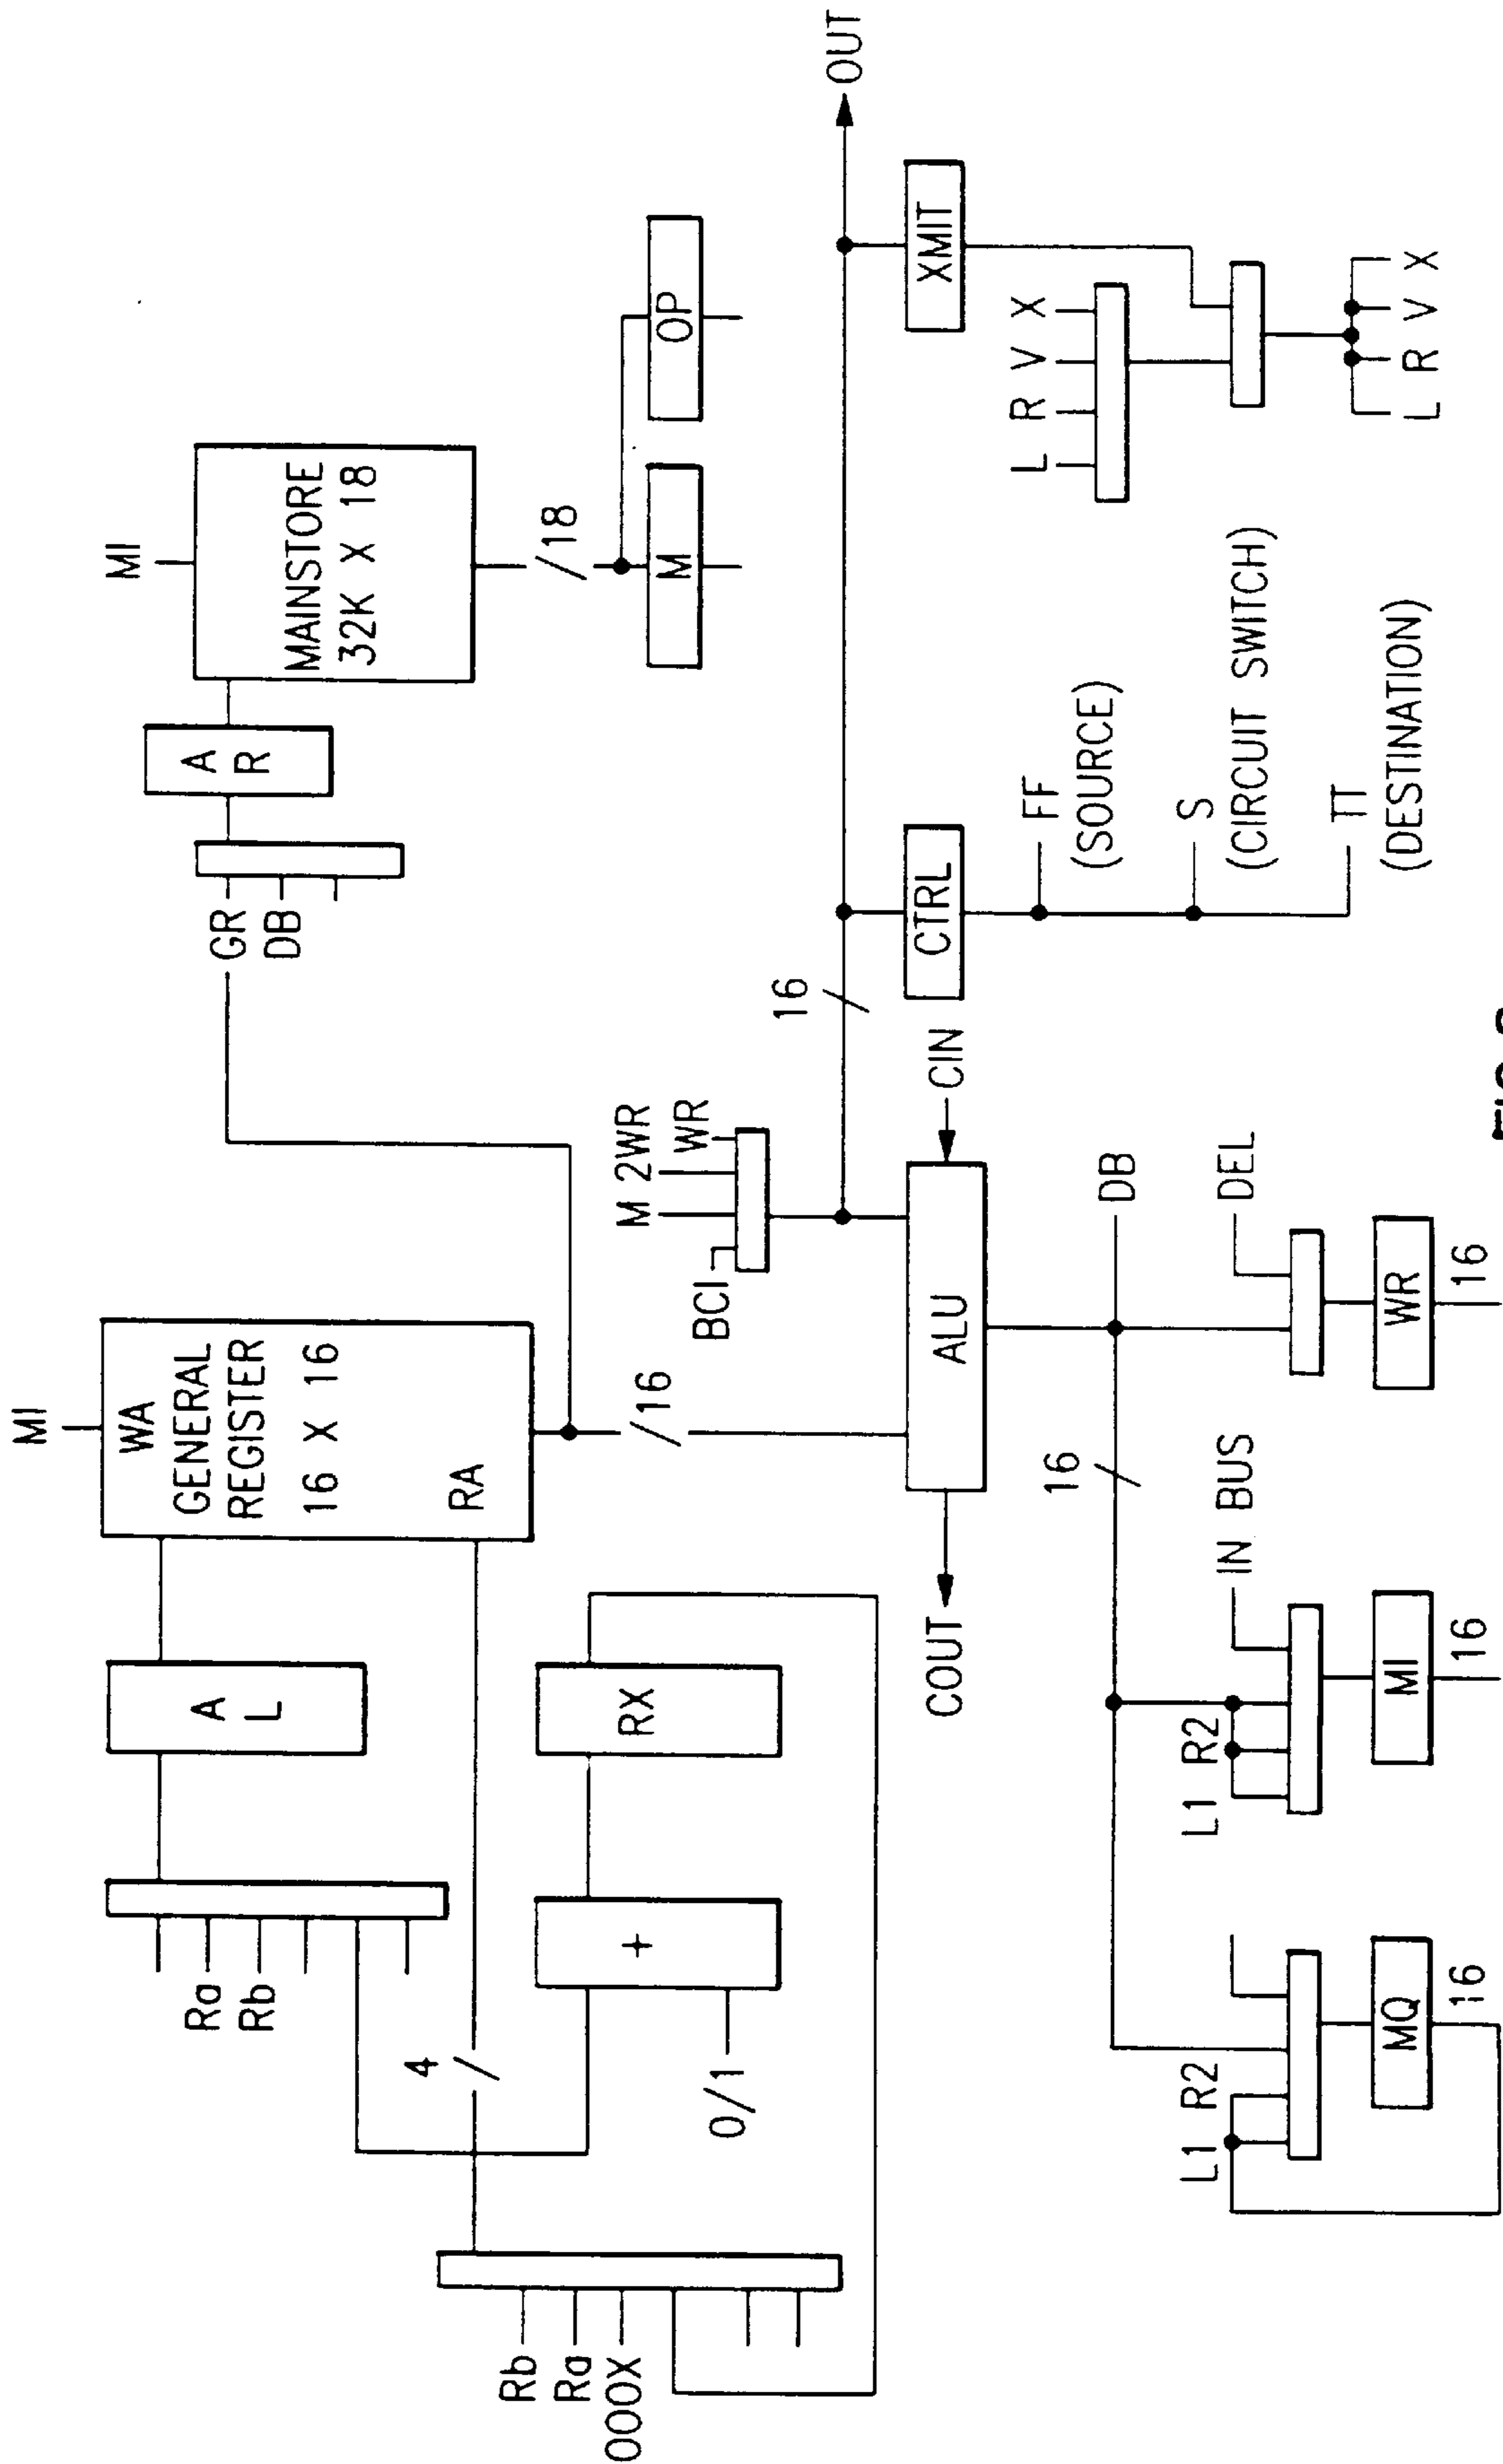 MI
WA
GENERAL
REGISTER
16 X 16
RA
A
L
Ra
Rb
4
+
RX
0/1
Rb
Ra
000X
/16
GR
DB
A
R
MI
MAINSTORE
32K X 18
/18
M
OP
BCI
M
2WR
WR
16
OUT
COUT
ALU
CIN
CTRL
FF
(SOURCE)
S
(CIRCUIT SWITCH)
TT
(DESTINATION)
XMIT
L R V X
L R V X
16
DB
L1 R2
MQ
16
L1 R2
IN BUS
MI
16
DEL
WR
16